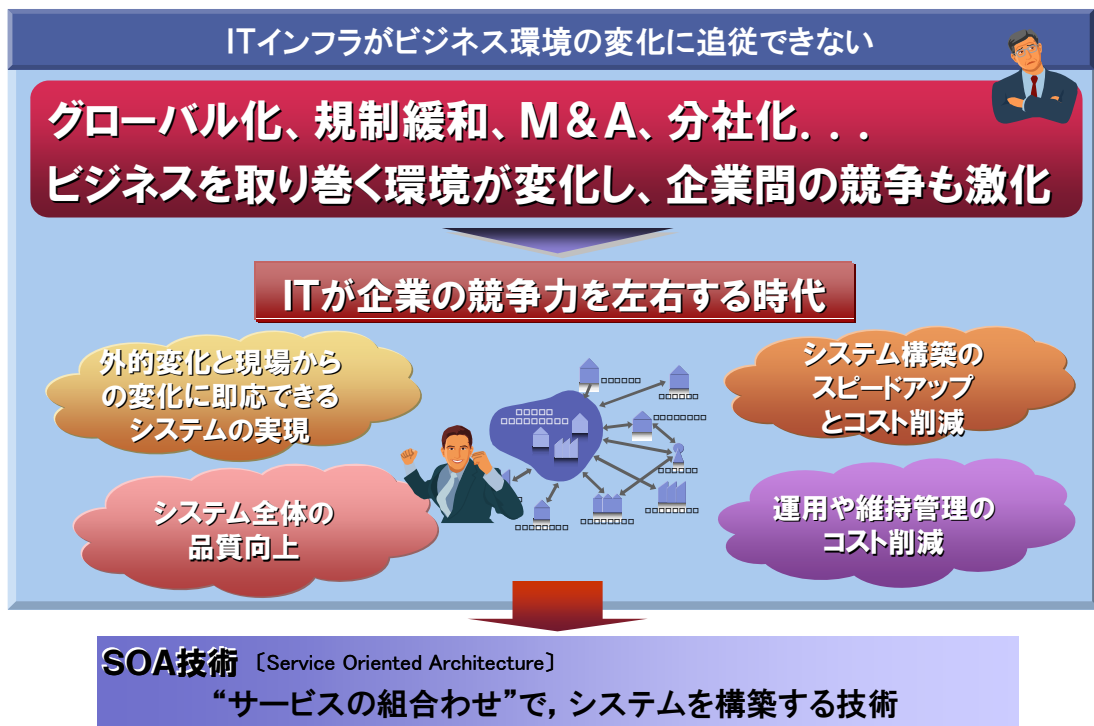 ITインフラがビジネス環境の変化に追従できない
グローバル化、規制緩和、M&A、分社化. . .
ビジネスを取り巻く環境が変化し、企業間の競争も激化
ITが企業の競争力を左右する時代
外的変化と現場から
の変化に即応できる
システムの実現
システム構築の
スピードアップ
とコスト削減
システム全体の
品質向上
運用や維持管理の
コスト削減
SOA技術〔Service Oriented Architecture〕
“サービスの組合わせ”で, システムを構築する技術